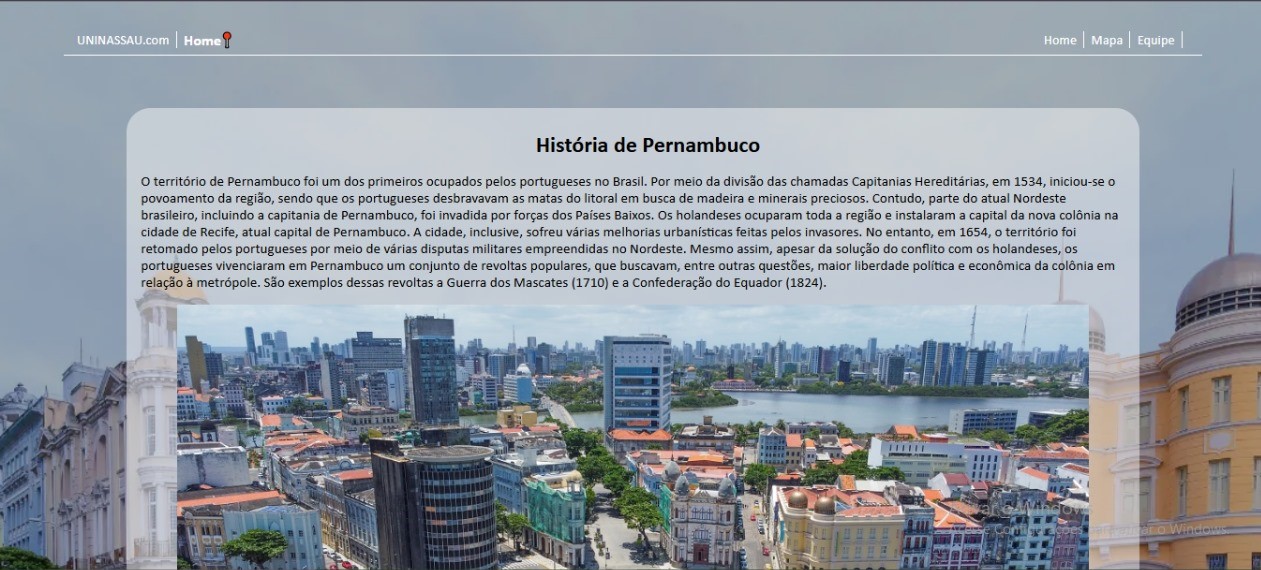 UNINASSAU.com Home Home Mapa Equipe
História de Pernambuco
O território de Pernambuco foi um dos primeiros ocupados pelos portugueses no Brasil. Por meio da divisão das chamadas Capitanias Hereditárias, em 1534, iniciou-se o
povoamento da região, sendo que os portugueses desbravavam as matas do litoral em busca de madeira e minerais preciosos. Contudo, parte do atual Nordeste
brasileiro, incluindo a capitania de Pernambuco, foi invadida por forças dos Países Baixos. Os holandeses ocuparam toda a região e instalaram a capital da nova colônia na
cidade de Recife, atual capital de Pernambuco. A cidade, inclusive, sofreu várias melhorias urbanísticas feitas pelos invasores. No entanto, em 1654, o território foi
retomado pelos portugueses por meio de várias disputas militares empreendidas no Nordeste. Mesmo assim, apesar da solução do conflito com os holandeses, os
portugueses vivenciaram em Pernambuco um conjunto de revoltas populares, que buscavam, entre outras questões, maior liberdade política e econômica da colônia em
relação à metrópole. São exemplos dessas revoltas a Guerra dos Mascates (1710) e a Confederação do Equador (1824).
o Windows